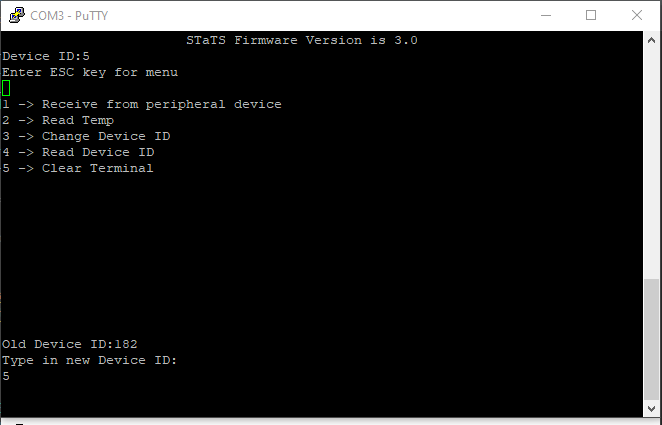 COM3 - PuTTY
STaTS Firmware Version is 3.0
Device ID:5
Enter ESC key for menu
1 -> Receive from peripheral device
2 -> Read Temp
3 -> Change Device ID
4 -> Read Device ID
5 -> Clear Terminal
Old Device ID:182
Type in new Device ID:
5